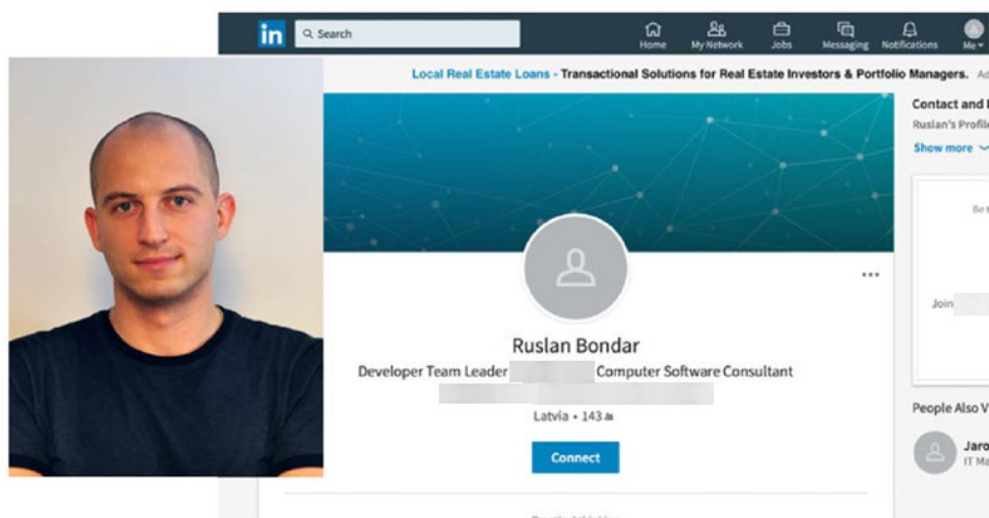 in Search
Home My Network Jobs Messaging Notifications Me
Local Real Estate Loans - Transactional Solutions for Real Estate Investors & Portfolio Managers. Ad
Contact and
Ruslan's Profile
Show more
Be
Join
Ruslan Bondar
Developer Team Leader Computer Software Consultant
Latvia • 143
Connect
People Also V
Jaro
IT Ma